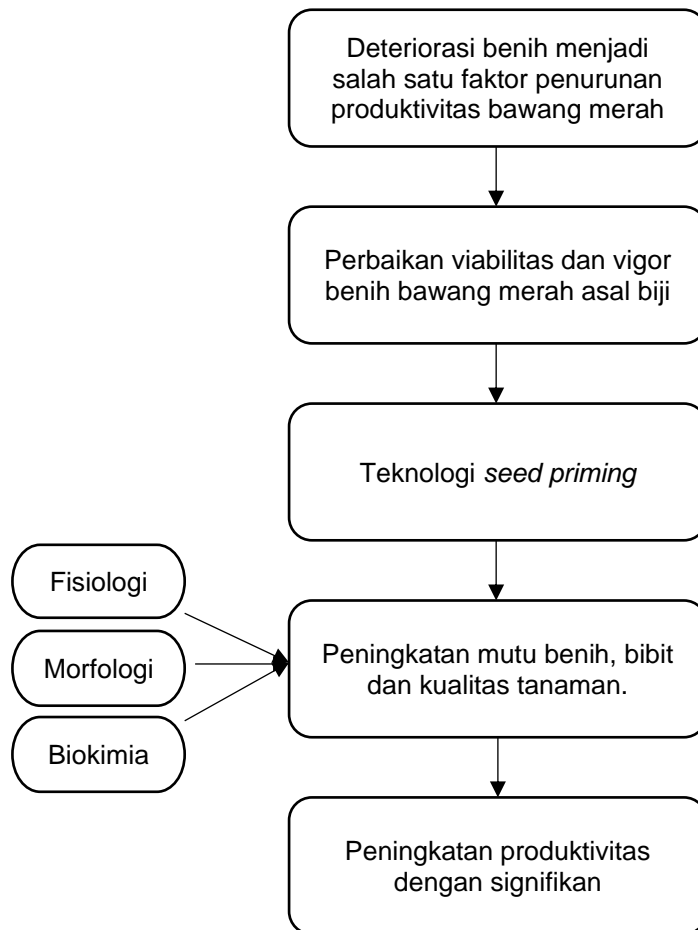 Deteriorasi benih menjadi
salah satu faktor penurunan
produktivitas bawang merah
Perbaikan viabilitas dan vigor
benih bawang merah asal biji
Teknologi seed priming
Fisiologi
Morfologi
Biokimia
Peningkatan mutu benih, bibit
dan kualitas tanaman.
Peningkatan produktivitas
dengan signifikan